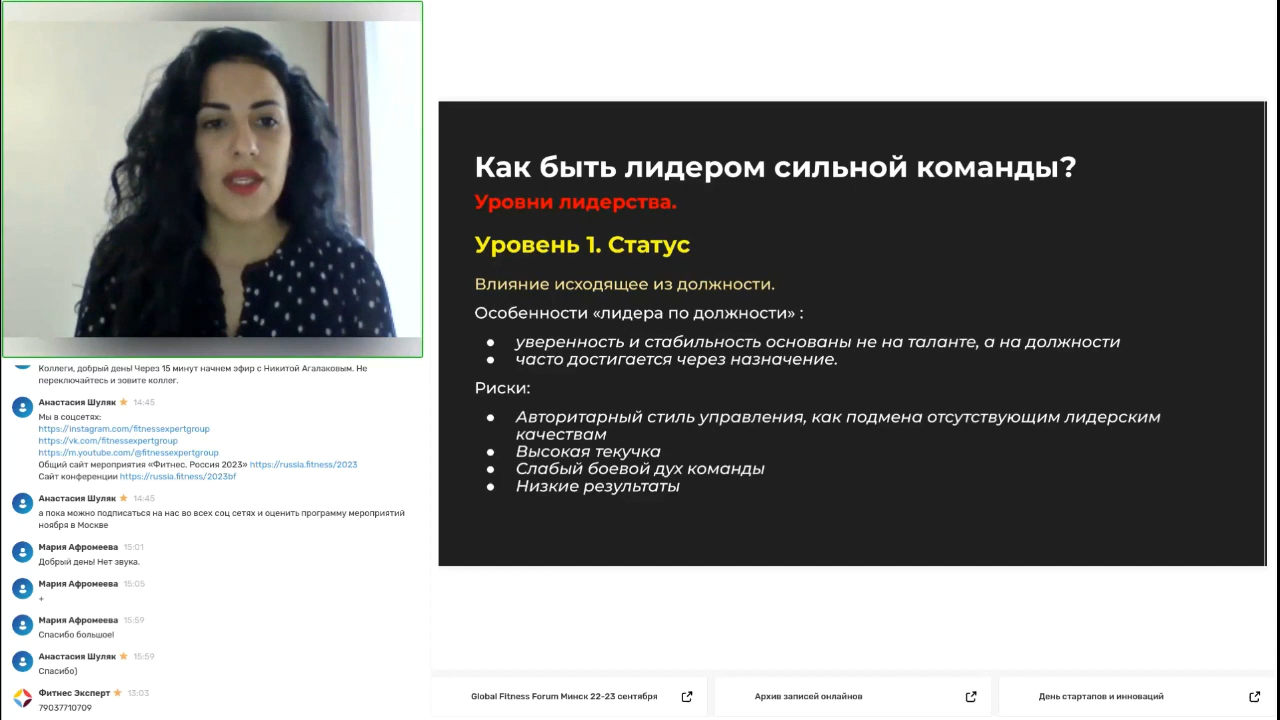 Как быть лидером сильной команды?
Уровни лидерства.
Уровень 1. Статус
Влияние исходящее из должности.
Особенности «лидера по должности» :
● уверенность и стабильность основаны не на таланте, а на должности
● часто достигается через назначение.
Риски:
● Авторитарный стиль управления, как подмена отсутствующим лидерским
качествам
● Высокая текучка
● Слабый боевой дух команды
● Низкие результаты
Коллеги, добрый день! Через 15 минут начнем эфир с Никитой Агалаковым. Не
переключайтесь и зовите коллег.
Анастасия Шуляк 14:45
Мы в соцсетях:
https://instagram.com/fitnessexpertgroup
https://vk.com/fitnessexpertgroup
https://m.youtube.com/@fitnessexpertgroup
Общий сайт мероприятия «Фитнес. Россия 2023» https://russia.fitness/2023
Сайт конференции https://russia.fitness/2023bf
Анастасия Шуляк 14:45
а пока можно подписаться на нас во всех соц сетях и оценить программу мероприятий
ноября в Москве
Мария Афромеева 15:01
Добрый день! Нет звука.
Мария Афромеева 15:05
+
Мария Афромеева 15:59
Спасибо большое!
Анастасия Шуляк 15:59
Спасибо)
Фитнес Эксперт 13:03
79037710709
Global Fitness Forum Минск 22-23 сентября
Архив записей онлайнов
День стартапов и инноваций